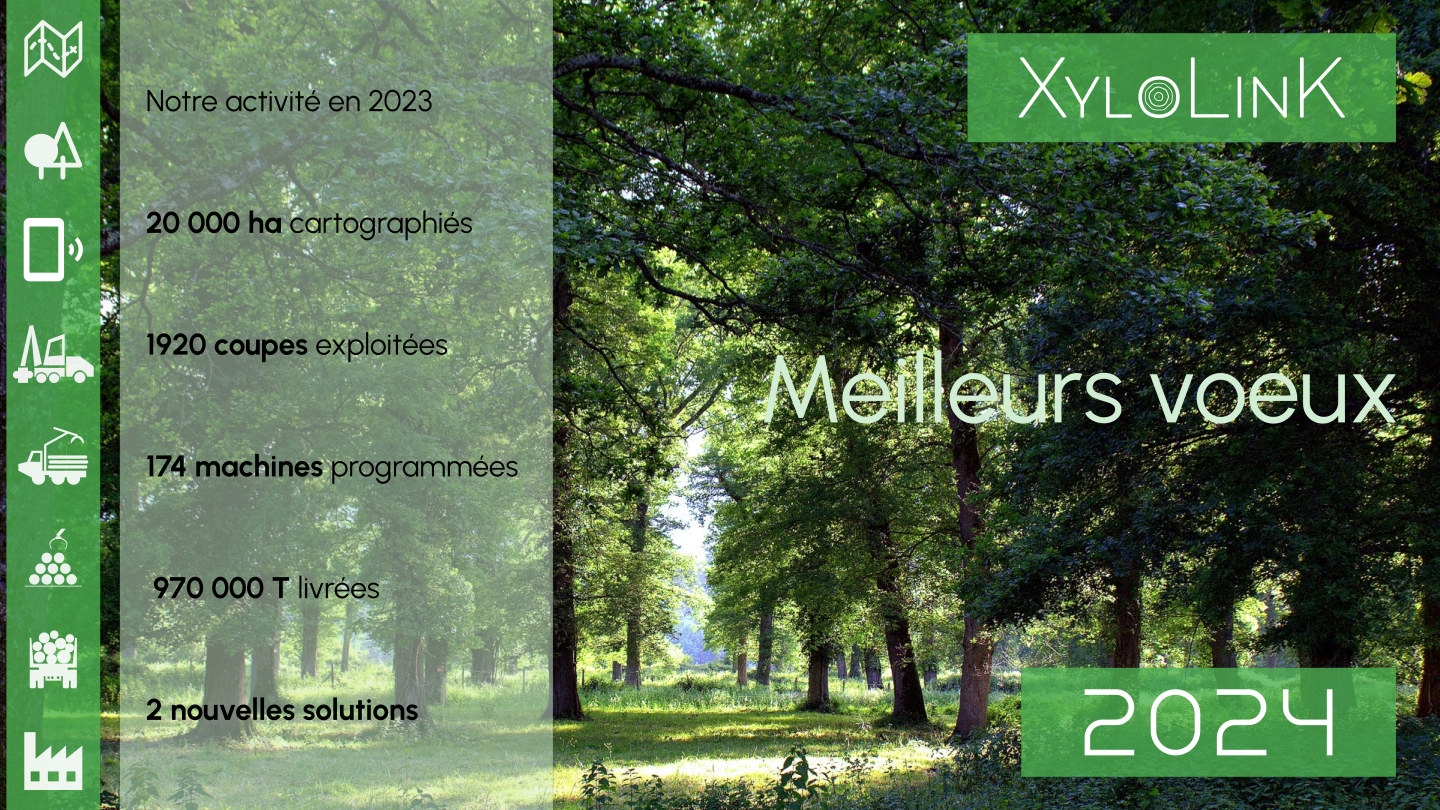 Notre activité en 2023
20 000 ha cartographiés
1920 coupes exploitées
174 machines programmées
970 000 T livrées
2 nouvelles solutions
XYLOLINK
Meilleurs voeux
2024